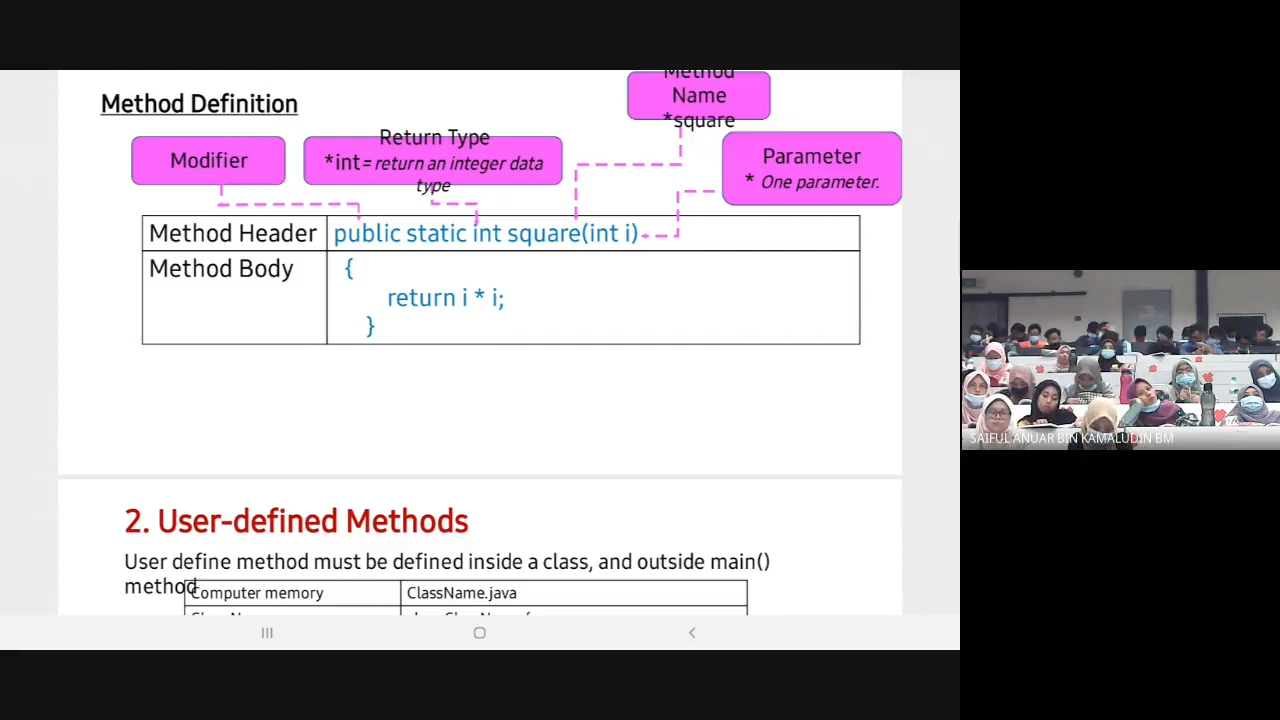 Method Definition
Method
Name
*square
Modifier
Return Type
*int = return an integer data
type
Parameter
* One parameter.
Method Header
public static int square(int i)
Method Body
{
return i * i;
}
2. User-defined Methods
User define method must be defined inside a class, and outside main()
method
Computer memory
ClassName.java
SAIFUL ANUAR BIN KAMALUDIN BM